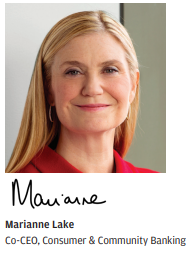 Marianne
Marianne Lake
Co-CEO, Consumer & Community Banking